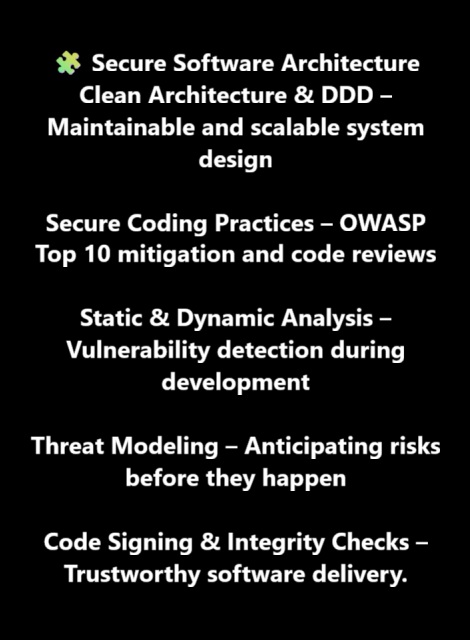 🧩 Secure Software Architecture
Clean Architecture & DDD –
Maintainable and scalable system
design
Secure Coding Practices – OWASP
Top 10 mitigation and code reviews
Static & Dynamic Analysis –
Vulnerability detection during
development
Threat Modeling – Anticipating risks
before they happen
Code Signing & Integrity Checks –
Trustworthy software delivery.